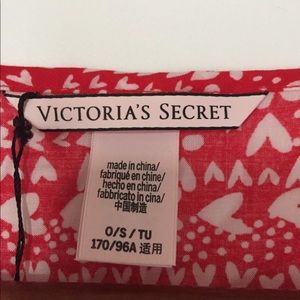 VICTORIA'S SECRET
made in china/
fabriqué en chine/
hecho en china/
fabbricato in cina/
中国制造
O/S / TU
170/96A 适用